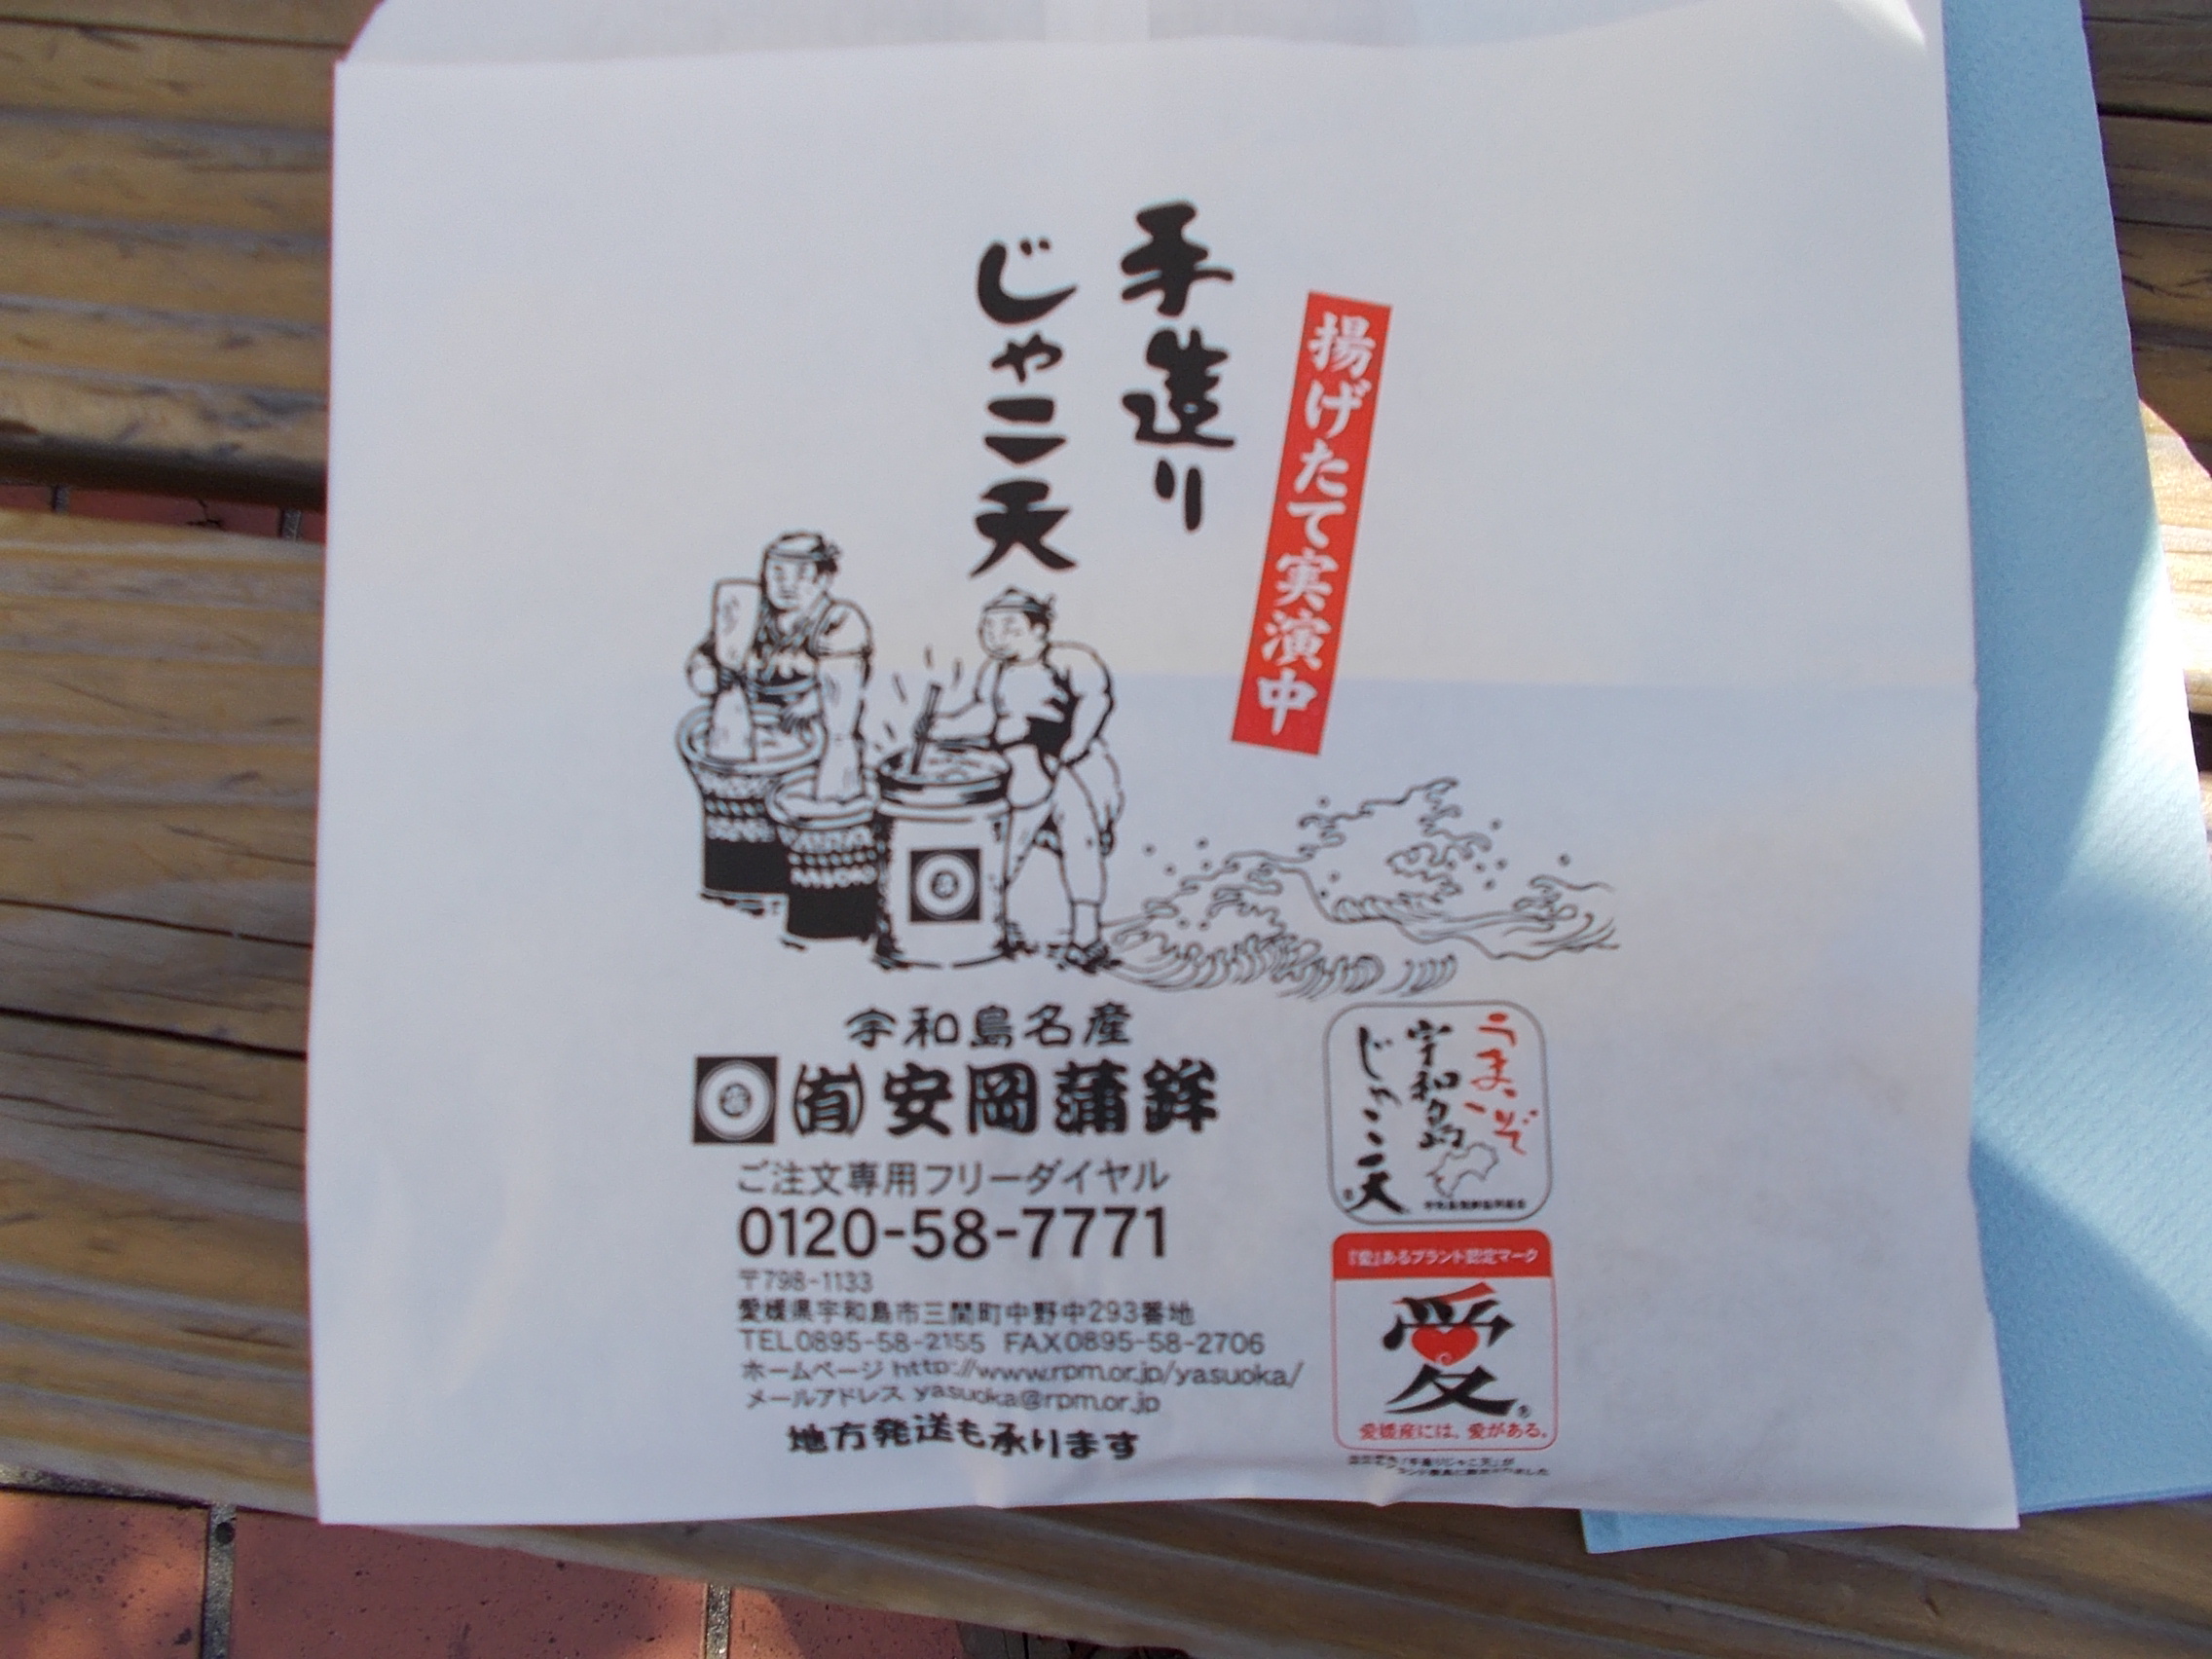 揚げたて実演中
手造り
じゃこ天
宇和島名産
㈲安岡蒲鉾
ご注文専用フリーダイヤル
0120-58-7771
〒798-1133
愛媛県宇和島市三間町中野中293番地
TEL0895-58-2155 FAX0895-58-2706
ホームページ http://www.rpm.or.jp/yasuoka/
メールアドレス yasuoka@rpm.or.jp
地方発送も承ります
うまいぞ
宇和島
じゃこ天
『愛』あるブランド認定マーク
愛
愛媛産には、愛がある。